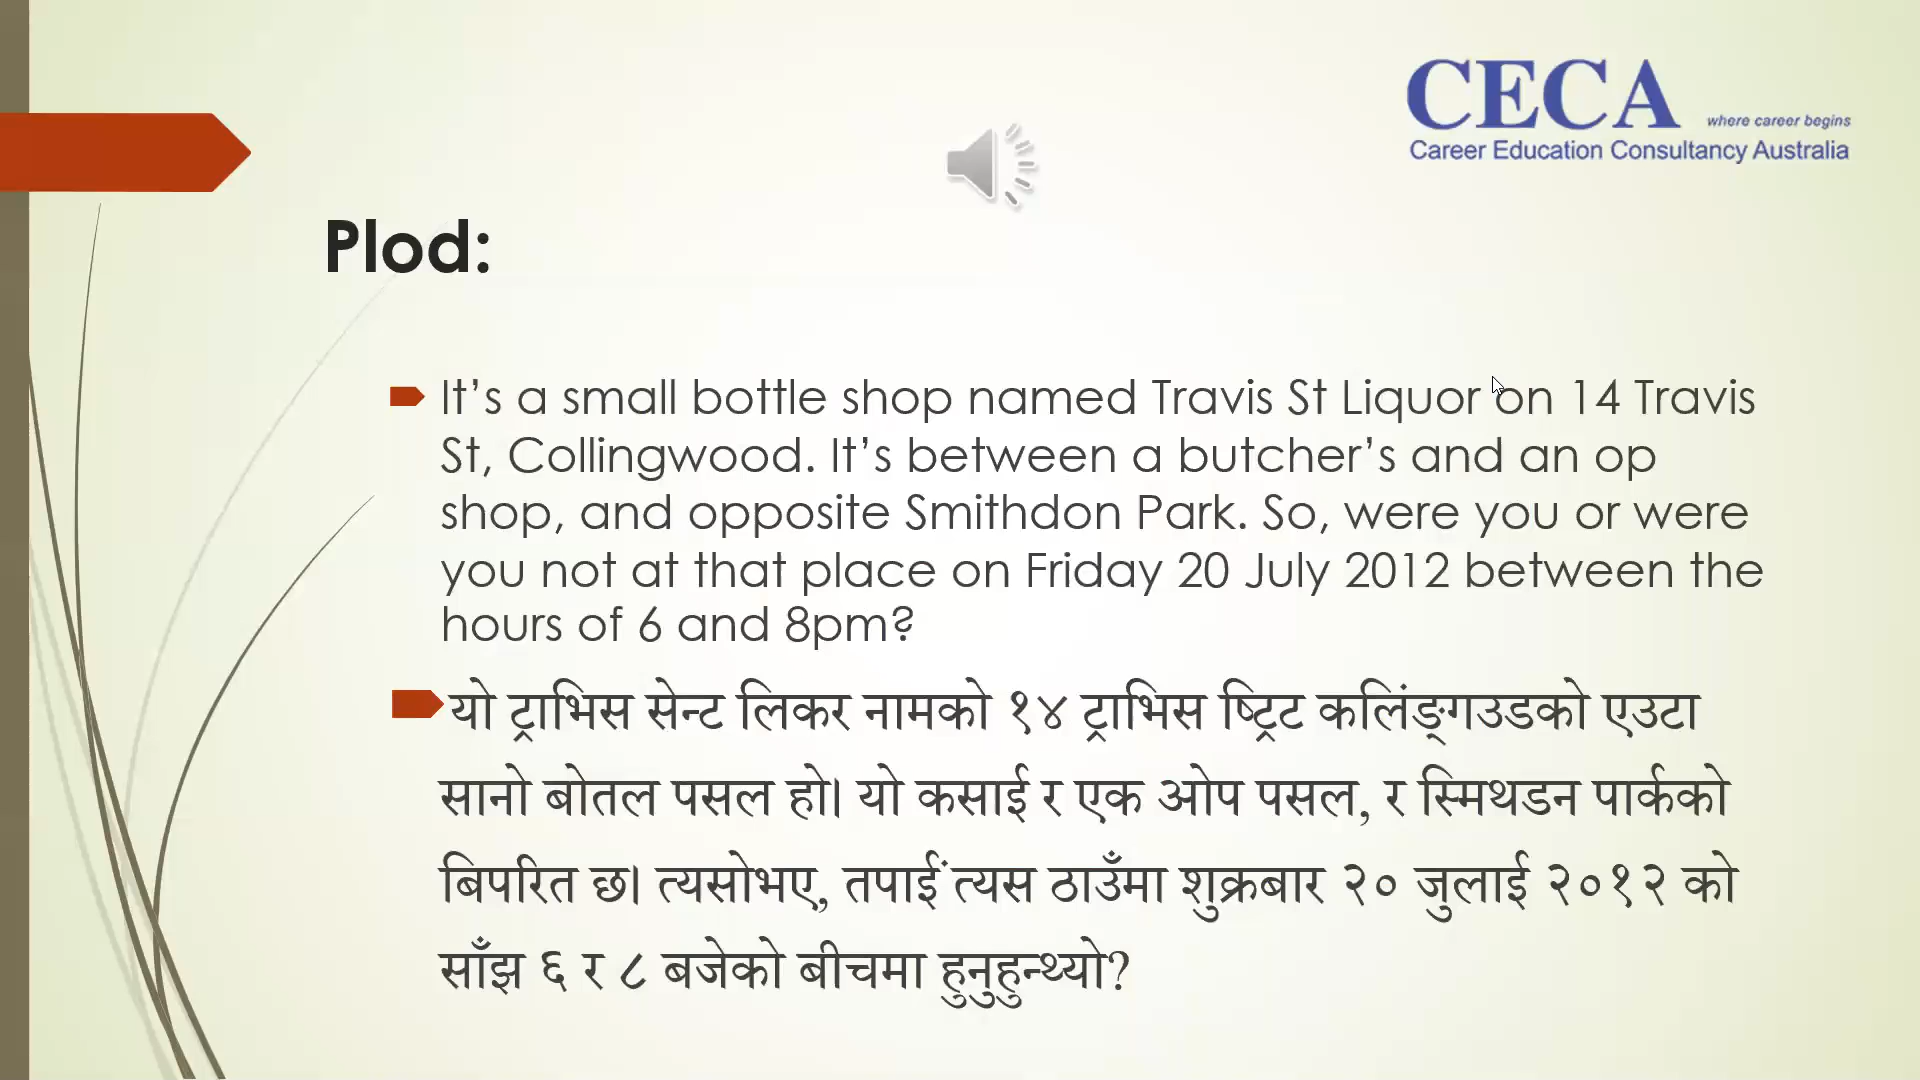 CECA where career begins
Career Education Consultancy Australia
Plod:
It’s a small bottle shop named Travis St Liquor on 14 Travis
St, Collingwood. It’s between a butcher’s and an op
shop, and opposite Smithdon Park. So, were you or were
you not at that place on Friday 20 July 2012 between the
hours of 6 and 8pm?
यो ट्राभिस सेन्ट लिकर नामको १४ ट्राभिस ष्ट्रिट कलिंङ्गउडको एउटा
सानो बोतल पसल हो। यो कसाई र एक ओप पसल, र स्मिथडन पार्कको
बिपरित छ। त्यसोभए, तपाईं त्यस ठाउँमा शुक्रबार २० जुलाई २०१२ को
साँझ ६ र ८ बजेको बीचमा हुनुहुन्थ्यो?